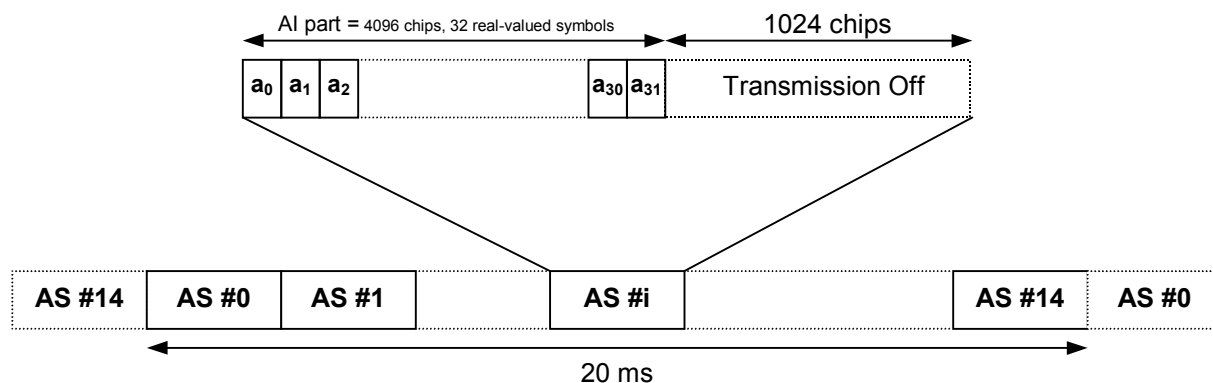 AI part = 4096 chips, 32 real-valued symbols 1024 chips
a0 a1 a2 a30 a31 Transmission Off
AS #14 AS #0 AS #1 AS #i AS #14 AS #0
20 ms